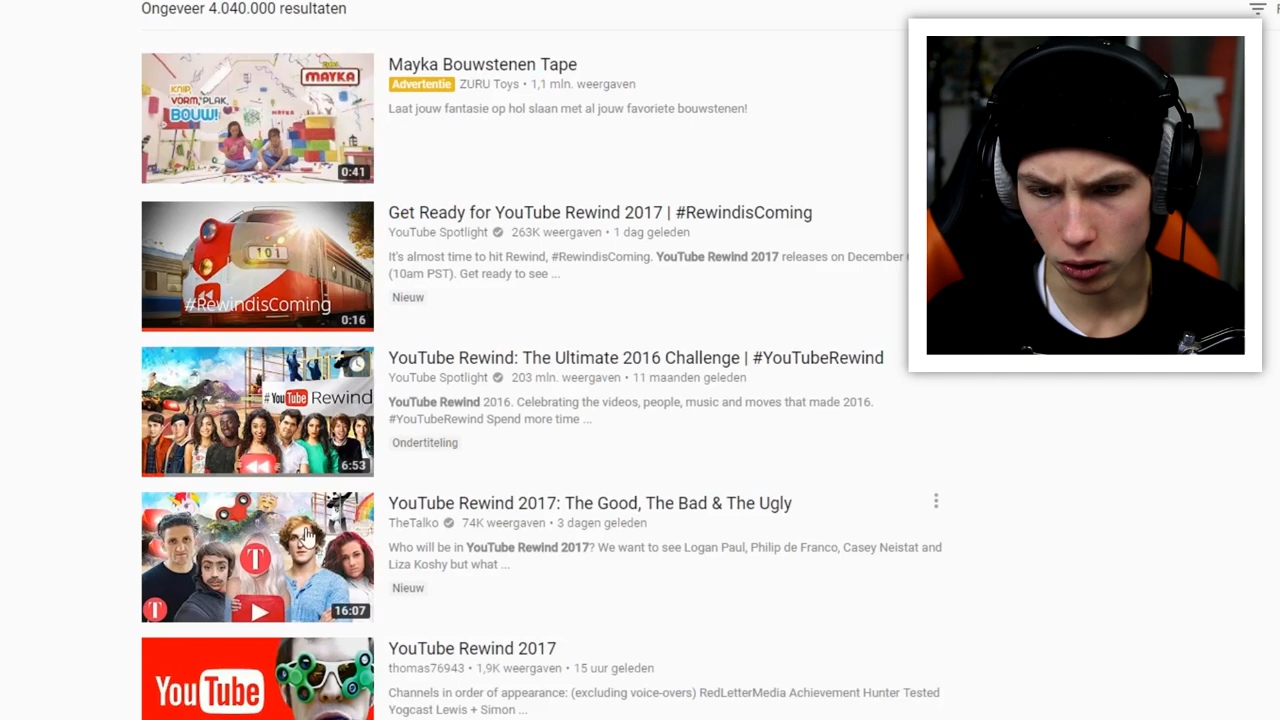 Ongeveer 4.040.000 resultaten
MAYKA
KNIP,
VORM, PLAK,
BOUW!
MAYKA
0:41
Mayka Bouwstenen Tape
Advertentie ZURU Toys • 1,1 mln. weergaven
Laat jouw fantasie op hol slaan met al jouw favoriete bouwstenen!
101
#RewindisComing
0:16
Get Ready for YouTube Rewind 2017 | #RewindisComing
YouTube Spotlight 263K weergaven • 1 dag geleden
It's almost time to hit Rewind, #RewindisComing. YouTube Rewind 2017 releases on December
(10am PST). Get ready to see ...
Nieuw
#YouTube Rewind
6:53
YouTube Rewind: The Ultimate 2016 Challenge | #YouTubeRewind
YouTube Spotlight 203 mln. weergaven • 11 maanden geleden
YouTube Rewind 2016. Celebrating the videos, people, music and moves that made 2016.
#YouTubeRewind Spend more time ...
Ondertiteling
T
T
16:07
YouTube Rewind 2017: The Good, The Bad & The Ugly
TheTalko 74K weergaven • 3 dagen geleden
Who will be in YouTube Rewind 2017? We want to see Logan Paul, Philip de Franco, Casey Neistat and
Liza Koshy but what ...
Nieuw
YouTube
YouTube Rewind 2017
thomas76943 • 1,9K weergaven • 15 uur geleden
Channels in order of appearance: (excluding voice-overs) RedLetterMedia Achievement Hunter Tested
Yogcast Lewis + Simon ...